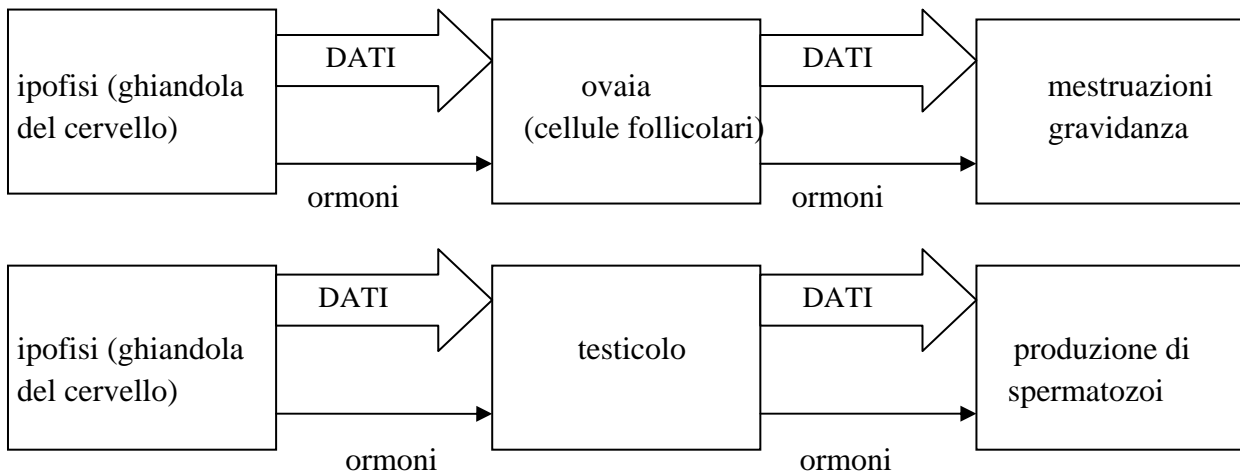 DATI
DATI
ipofisi (ghiandola
del cervello)
ovaia
(cellule follicolari)
mestruazioni
gravidanza
ormoni
ormoni
DATI
DATI
ipofisi (ghiandola
del cervello)
testicolo
produzione di
spermatozoi
ormoni
ormoni